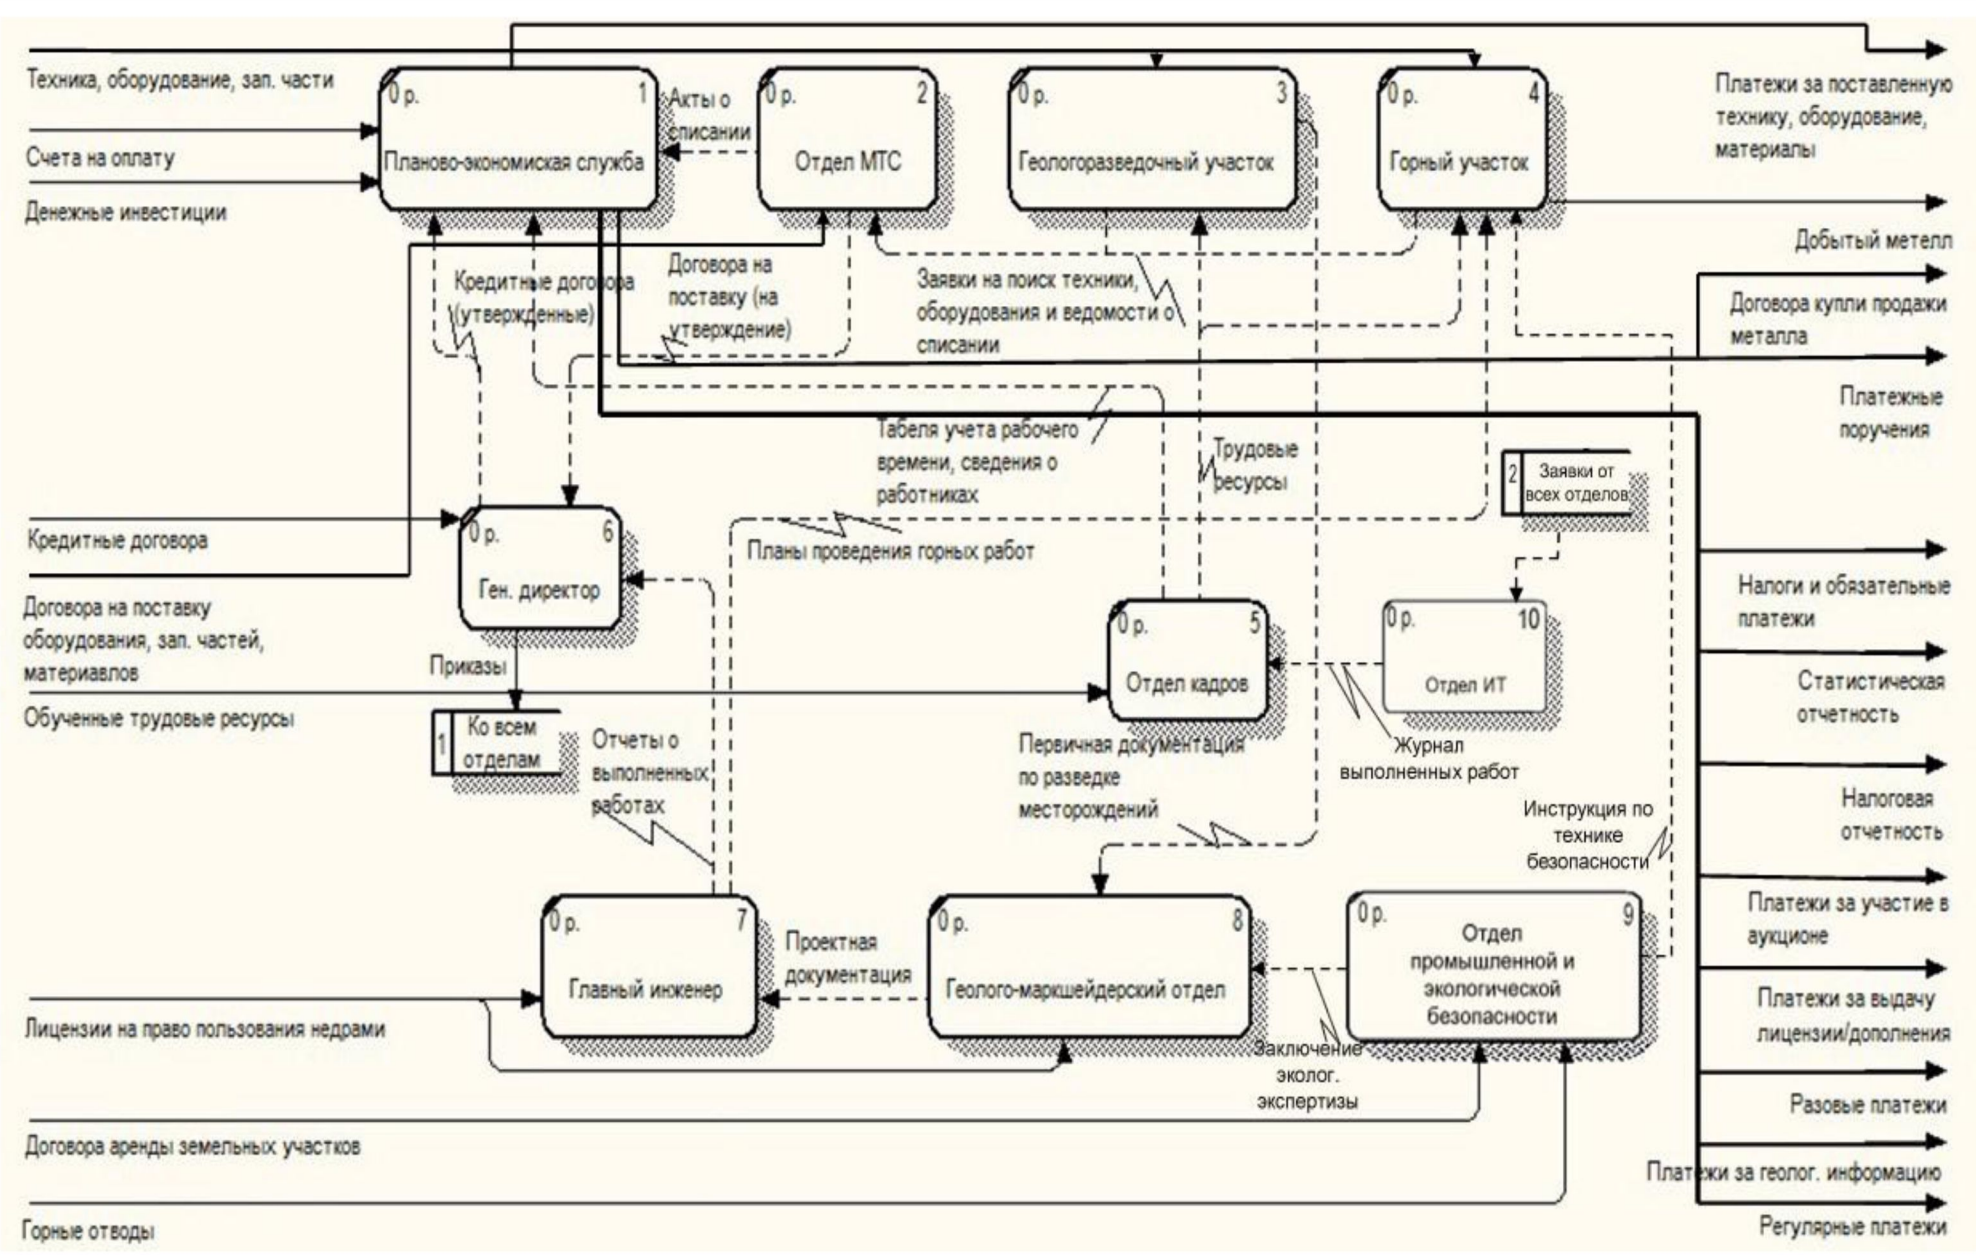 Техника, оборудование, зап. части
Счета на оплату
Денежные инвестиции
0 р. 1
Планово-экономиская служба
Акты о
списании
0 р. 2
Отдел МТС
0 р. 3
Геологоразведочный участок
0 р. 4
Горный участок
Платежи за поставленную
технику, оборудование,
материалы
Добытый метелл
Договора купли продажи
металла
Платежные
поручения
Кредитные договора
(утвержденные)
Договора на
поставку (на
утверждение)
Заявки на поиск техники,
оборудования и ведомости о
списании
Табеля учета рабочего
времени, сведения о
работниках
Трудовые
ресурсы
2
Заявки от
всех отделов
Кредитные договора
0 р. 6
Ген. директор
Планы проведения горных работ
Договора на поставку
оборудования, зап. частей,
материавлов
Приказы
Обученные трудовые ресурсы
1
Ко всем
отделам
Отчеты о
выполненных
работах
0 р. 5
Отдел кадров
0 р. 10
Отдел ИТ
Журнал
выполненных работ
Первичная документация
по разведке
месторождений
Инструкция по
технике
безопасности
Налоги и обязательные
платежи
Статистическая
отчетность
Налоговая
отчетность
Платежи за участие в
аукционе
Платежи за выдачу
лицензии/дополнения
Разовые платежи
Платежи за геолог. информацию
Регулярные платежи
0 р. 7
Главный инженер
Проектная
документация
0 р. 8
Геолого-маркшейдерский отдел
0 р. 9
Отдел
промышленной и
экологической
безопасности
Заключение
эколог.
экспертизы
Лицензии на право пользования недрами
Договора аренды земельных участков
Горные отводы